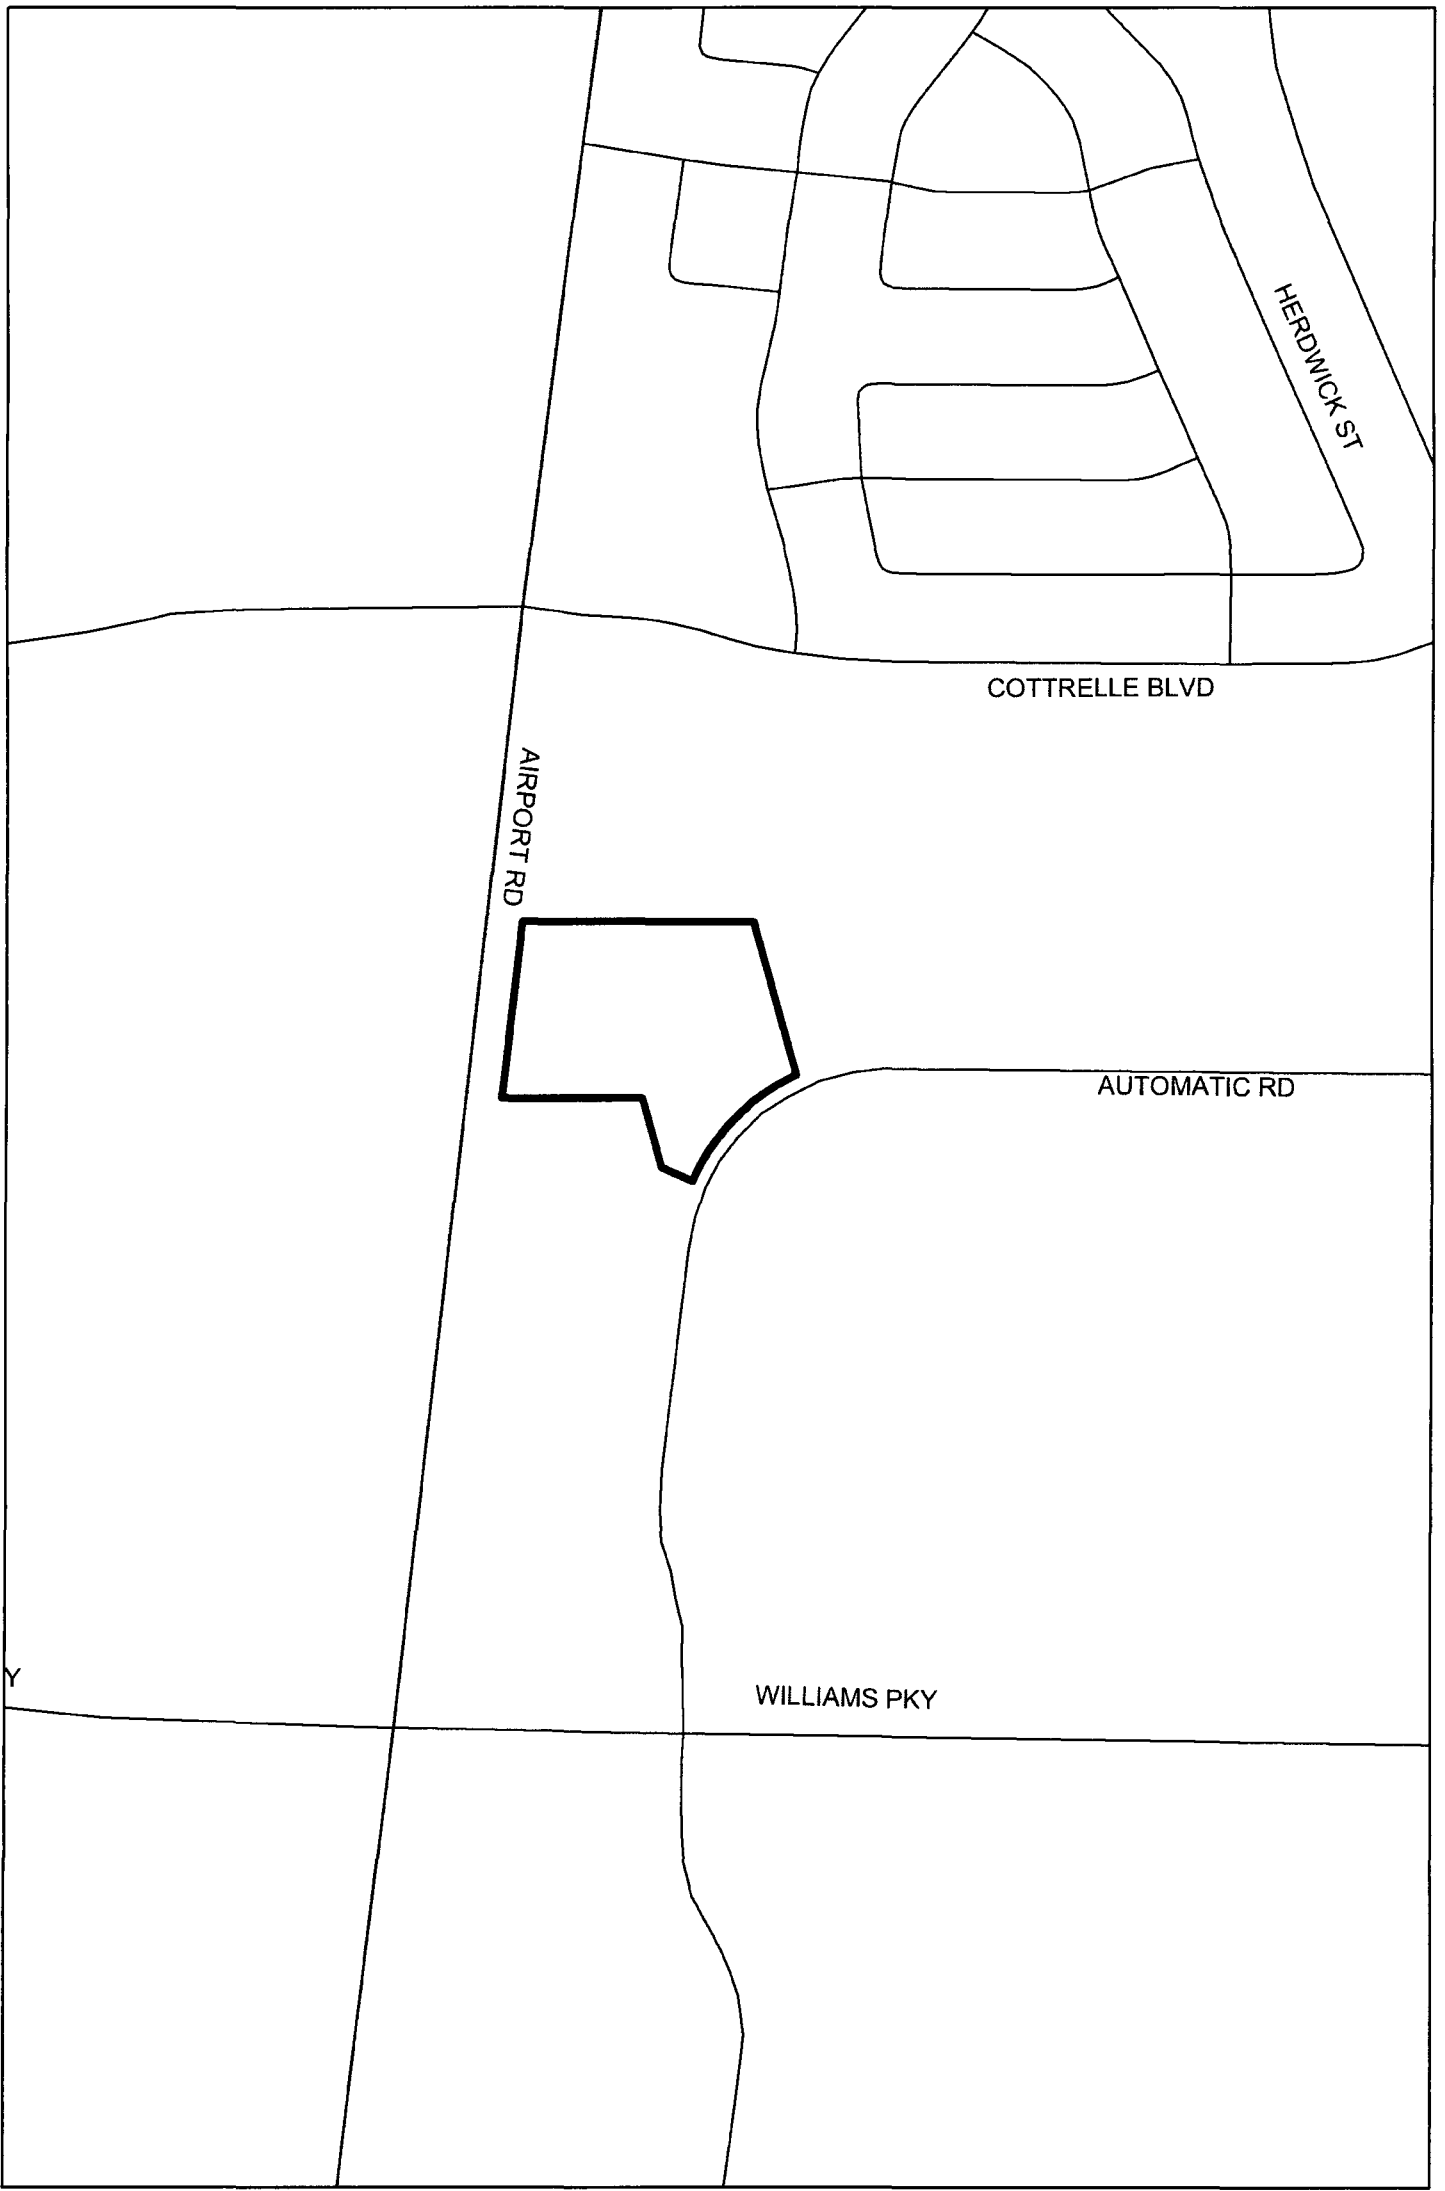 HERDWICK ST
COTTRELLE BLVD
AIRPORT RD
AUTOMATIC RD
Y
WILLIAMS PKY